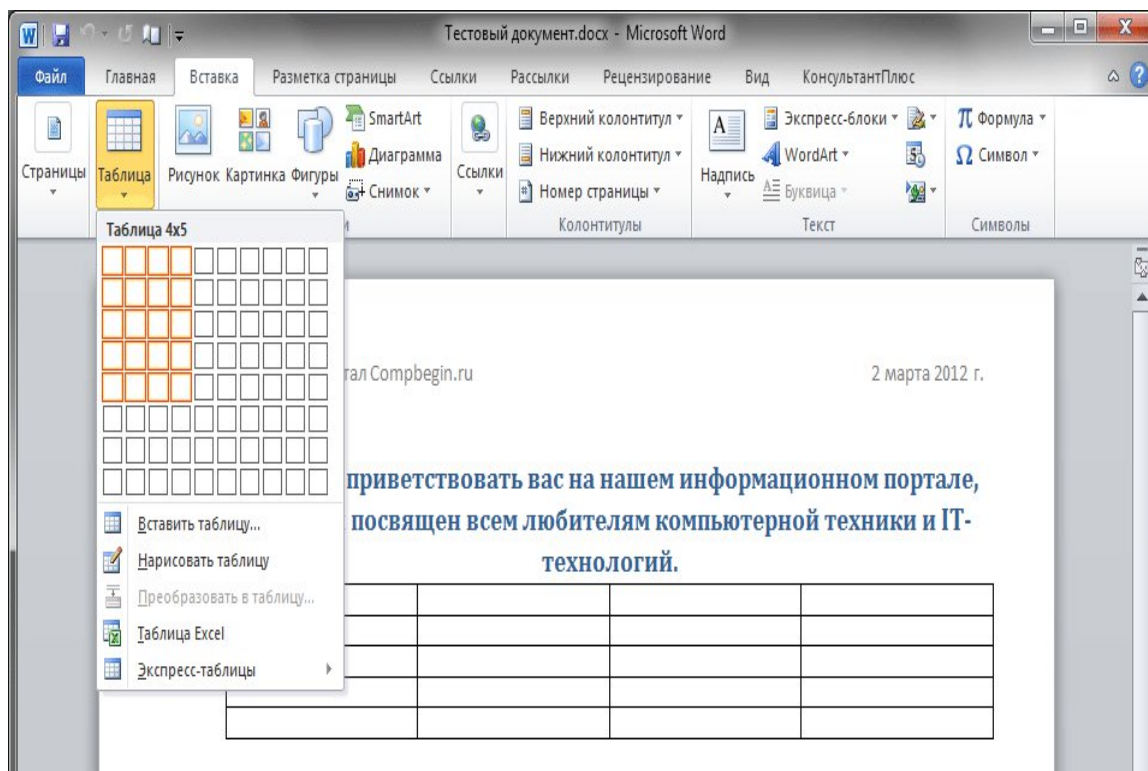 Тестовый документ.docx - Microsoft Word
Файл Главная Вставка Разметка страницы Ссылки Рассылки Рецензирование Вид КонсультантПлюс
Страницы
Таблица
Рисунок Картинка Фигуры
SmartArt
Диаграмма
Снимок
Ссылки
Верхний колонтитул
Нижний колонтитул
Номер страницы
Колонтитулы
Надпись
Экспресс-блоки
WordArt
Буквица
Текст
π Формула
Ω Символ
Символы
Таблица 4x5
Вставить таблицу...
Нарисовать таблицу
Преобразовать в таблицу...
Таблица Excel
Экспресс-таблицы
Compbegin.ru 2 марта 2012 г.
приветствовать вас на нашем информационном портале,
посвящен всем любителям компьютерной техники и IT-
технологий.